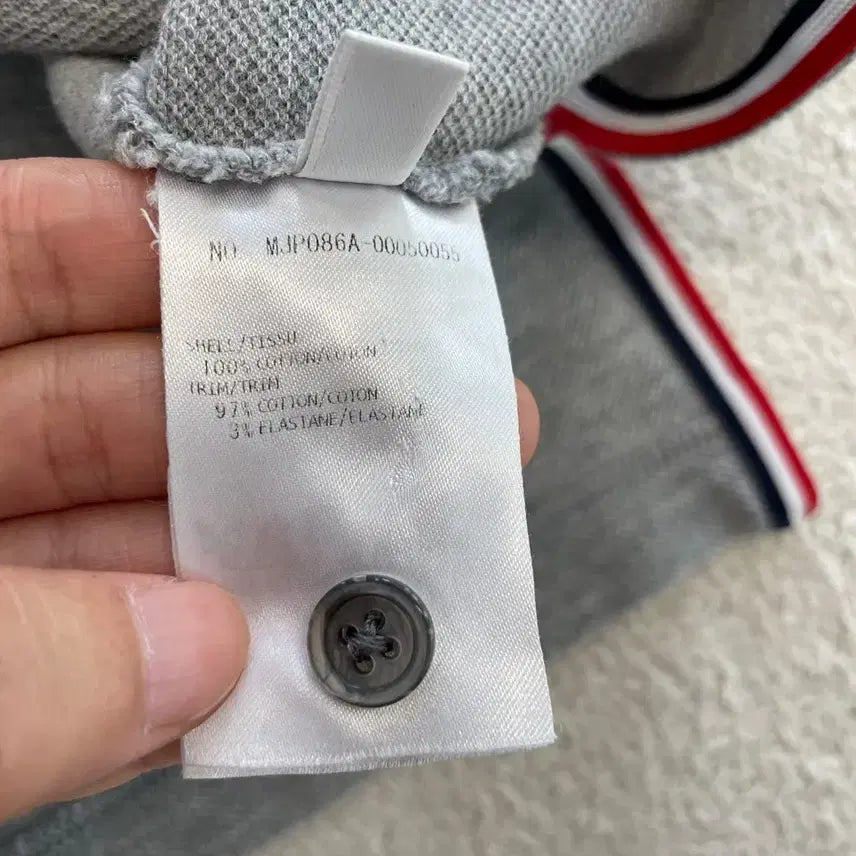 NO MJP086A-00050055
SHELL/TISSU
100% COTTON/COTON
TRIM/TRIM
97% COTTON/COTON
3% ELASTANE/ELASTANE